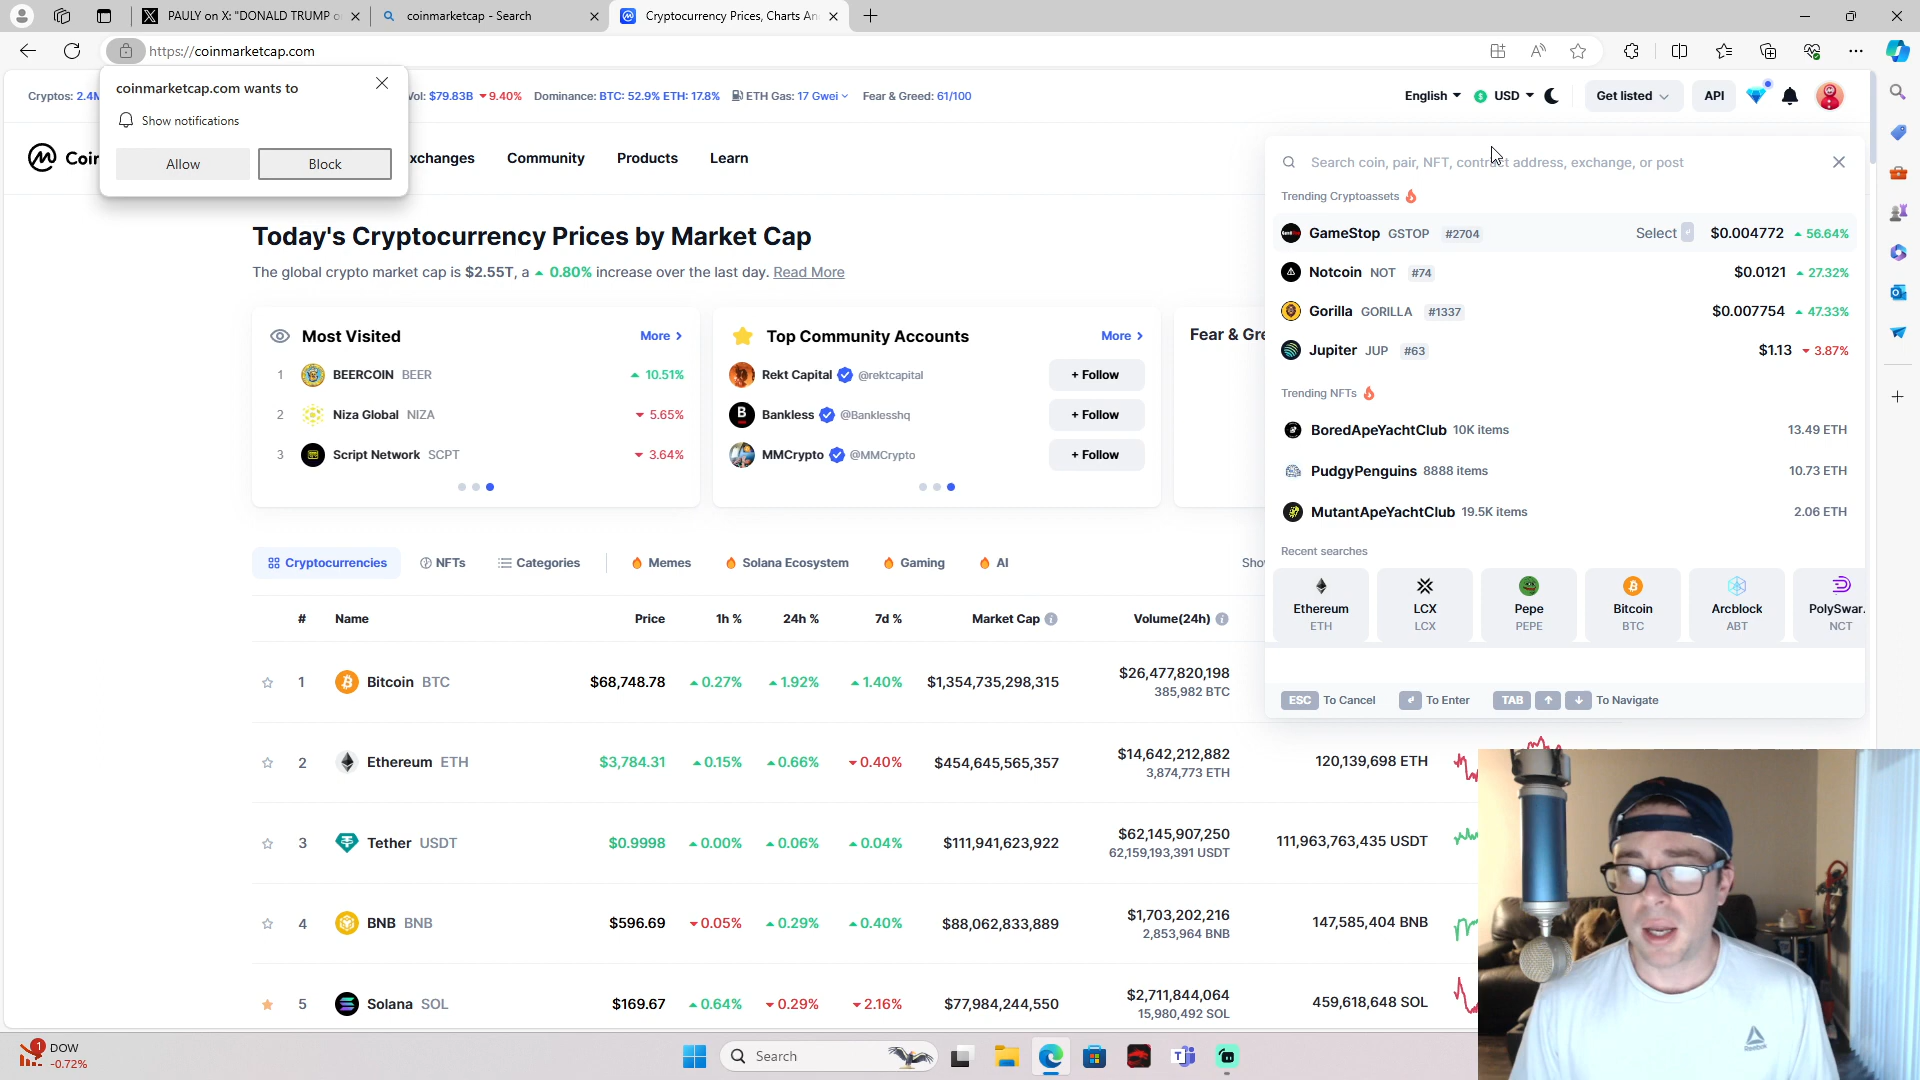 PAULY on X: "DONALD TRUMP
coinmarketcap - Search
Cryptocurrency Prices, Charts An
https://coinmarketcap.com
coinmarketcap.com wants to
Show notifications
Allow
Block
Cryptos: 2.4M
Vol: $79.83B 9.40%
Dominance: BTC: 52.9% ETH: 17.8%
ETH Gas: 17 Gwei
Fear & Greed: 61/100
English
USD
Get listed
API
Coin
xchanges
Community
Products
Learn
Search coin, pair, NFT, contract address, exchange, or post
Trending Cryptoassets
GameStop GSTOP #2704 Select $0.004772 56.64%
Notcoin NOT #74 $0.0121 27.32%
Gorilla GORILLA #1337 $0.007754 47.33%
Jupiter JUP #63 $1.13 3.87%
Trending NFTs
BoredApeYachtClub 10K items 13.49 ETH
PudgyPenguins 8888 items 10.73 ETH
MutantApeYachtClub 19.5K items 2.06 ETH
Recent searches
Ethereum
ETH
LCX
LCX
Pepe
PEPE
Bitcoin
BTC
Arcblock
ABT
PolySwar.
NCT
ESC To Cancel
To Enter
TAB To Navigate
Today's Cryptocurrency Prices by Market Cap
The global crypto market cap is $2.55T, a 0.80% increase over the last day. Read More
Most Visited
More
1 BEERCOIN BEER 10.51%
2 Niza Global NIZA 5.65%
3 Script Network SCPT 3.64%
Top Community Accounts
More
Rekt Capital @rektcapital + Follow
Bankless @Banklesshq + Follow
MMCrypto @MMCrypto + Follow
Fear & Gre
Cryptocurrencies
NFTs
Categories
Memes
Solana Ecosystem
Gaming
AI
Sho
# Name Price 1h % 24h % 7d % Market Cap Volume(24h)
1 Bitcoin BTC $68,748.78 0.27% 1.92% 1.40% $1,354,735,298,315 $26,477,820,198
385,982 BTC
2 Ethereum ETH $3,784.31 0.15% 0.66% 0.40% $454,645,565,357 $14,642,212,882 120,139,698 ETH
3,874,773 ETH
3 Tether USDT $0.9998 0.00% 0.06% 0.04% $111,941,623,922 $62,145,907,250 111,963,763,435 USDT
62,159,193,391 USDT
4 BNB BNB $596.69 0.05% 0.29% 0.40% $88,062,833,889 $1,703,202,216 147,585,404 BNB
2,853,964 BNB
5 Solana SOL $169.67 0.64% 0.29% 2.16% $77,984,244,550 $2,711,844,064 459,618,648 SOL
15,980,492 SOL
Reebok
1
DOW
-0.72%
Search